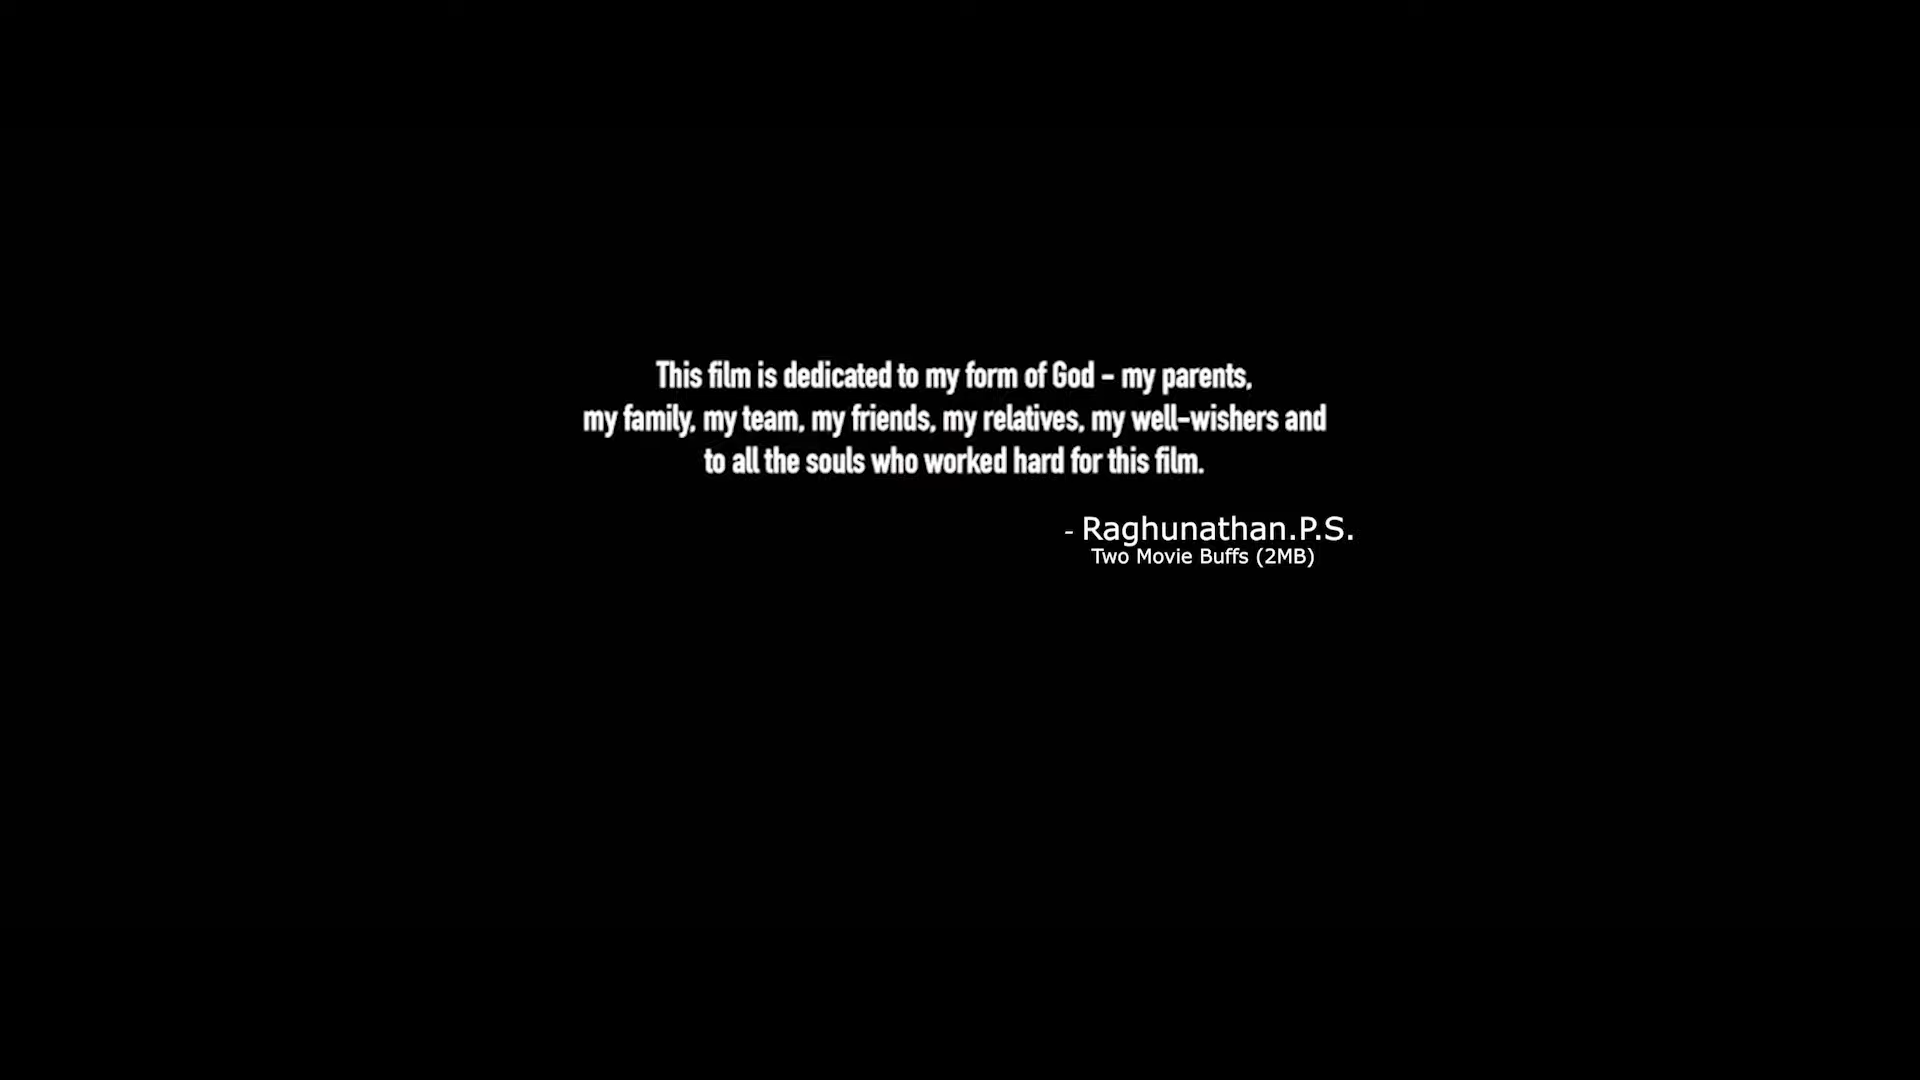 This film is dedicated to my form of God - my parents,
my family, my team, my friends, my relatives, my well-wishers and
to all the souls who worked hard for this film.
- Raghunathan.P.S.
Two Movie Buffs (2MB)